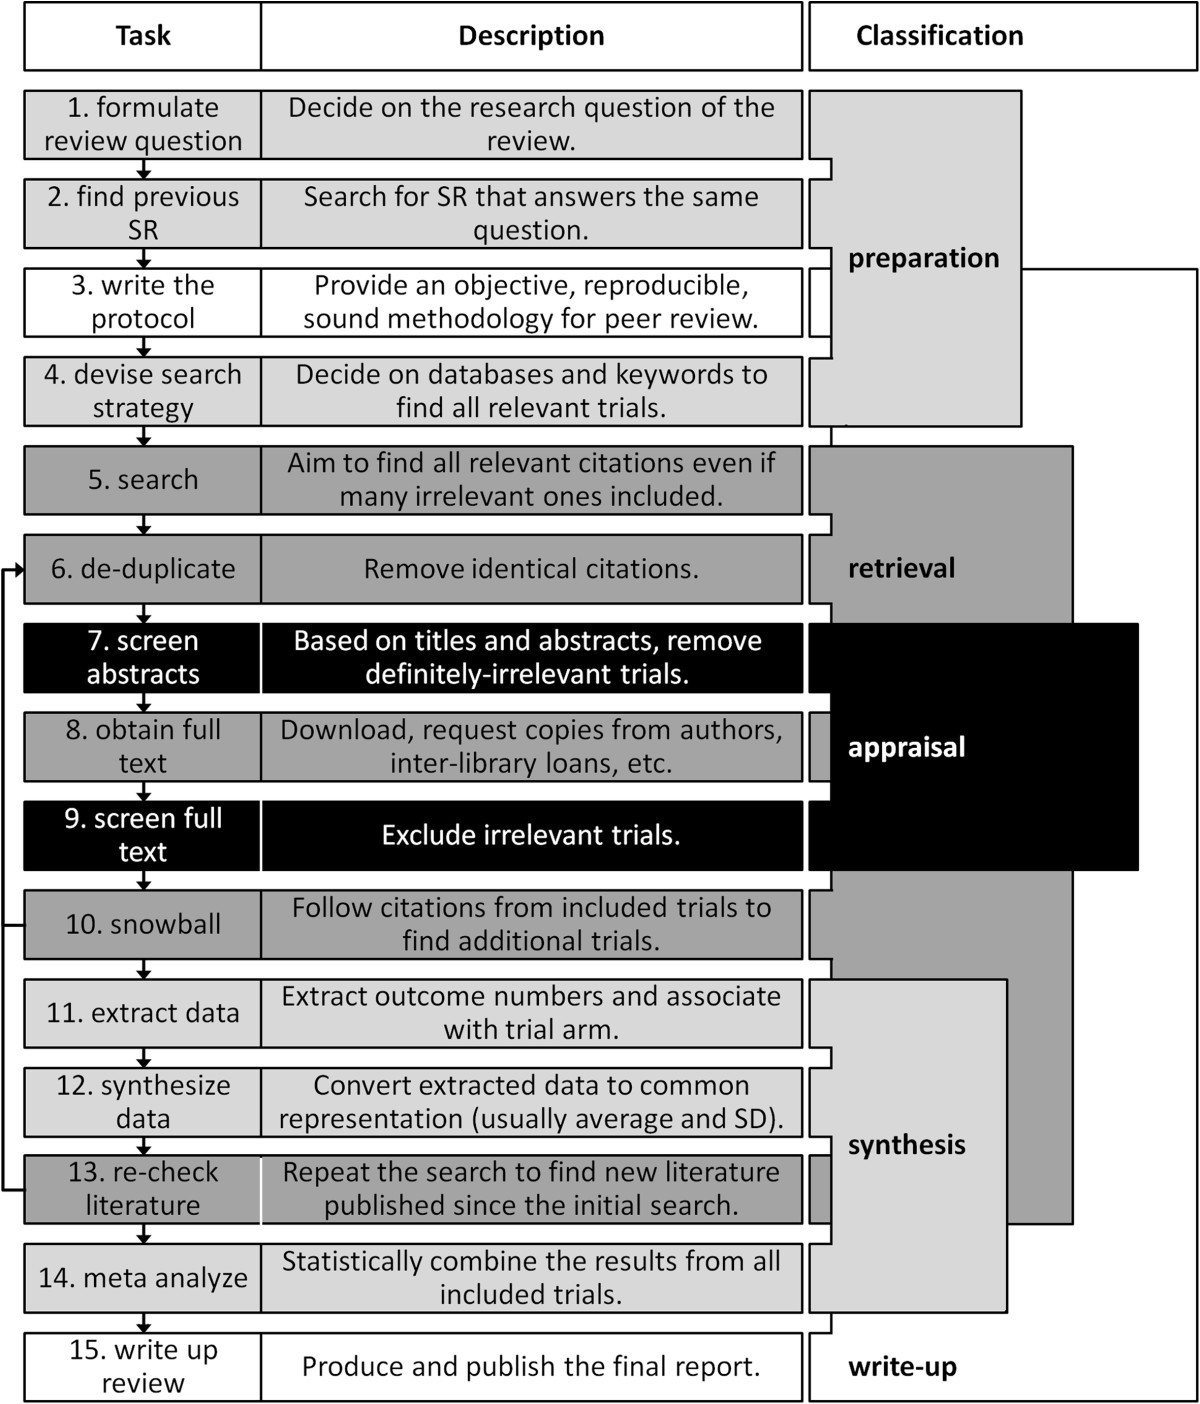 Task
Description
Classification
1. formulate
review question
Decide on the research question of the
review.
2. find previous
SR
Search for SR that answers the same
question.
preparation
3. write the
protocol
Provide an objective, reproducible,
sound methodology for peer review.
4. devise search
strategy
Decide on databases and keywords to
find all relevant trials.
5. search
Aim to find all relevant citations even if
many irrelevant ones included.
6. de-duplicate
Remove identical citations.
retrieval
7. screen
abstracts
Based on titles and abstracts, remove
definitely-irrelevant trials.
8. obtain full
text
Download, request copies from authors,
inter-library loans, etc.
appraisal
9. screen full
text
Exclude irrelevant trials.
10. snowball
Follow citations from included trials to
find additional trials.
11. extract data
Extract outcome numbers and associate
with trial arm.
12. synthesize
data
Convert extracted data to common
representation (usually average and SD).
synthesis
13. re-check
literature
Repeat the search to find new literature
published since the initial search.
14. meta analyze
Statistically combine the results from all
included trials.
15. write up
review
Produce and publish the final report.
write-up